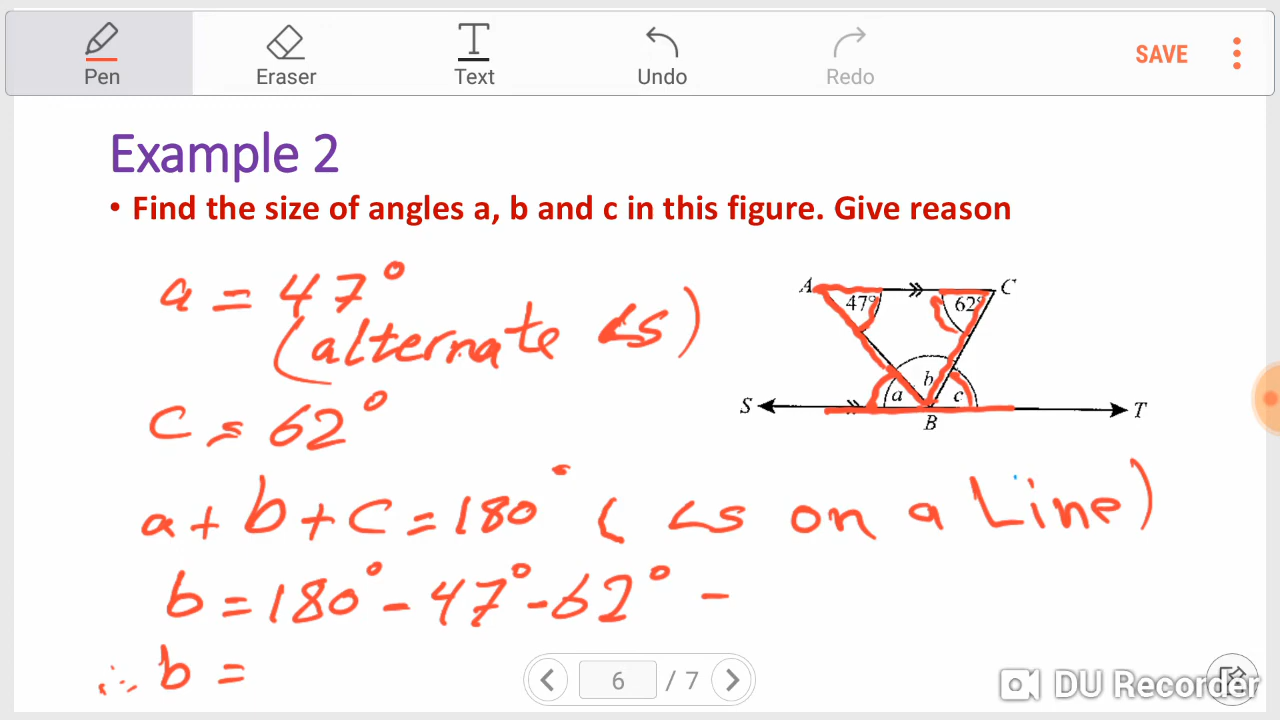 Pen Eraser Text Undo Redo SAVE
Example 2
• Find the size of angles a, b and c in this figure. Give reason
a = 47°
(alternate ∠s)
c = 62°
a + b + c = 180° (∠s on a Line)
b = 180° - 47° - 62° -
∴ b =
A C
47° 62°
a b c
S B T
6 / 7
DU Recorder